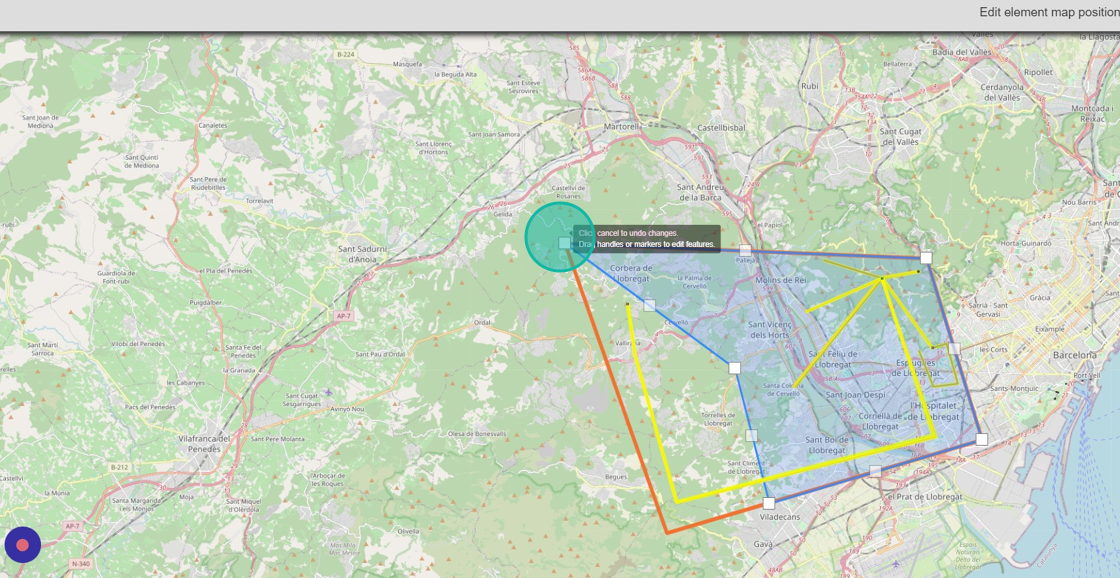 Edit element map position
la Llagosta
Vallès
Badia del Vallès
B-224
Masquefa
la Beguda Alta
Sant Esteve
Sesrovires
Bellaterra
Rubí
Ripollet
Cerdanyola
del Vallès
Montcada i
Reixac
Sant Joan de
Mediona
Canaletes
Sant Joan Samora
Martorell
Castellbisbal
Sant Cugat
del Vallès
Sant Llorenç
d'Hortons
Sant Quintí
de Mediona
Sant Pere de
Riudebitlles
Castellví de
Rosanes
Sant Andreu
de la Barca
Nou Barris
Gelida
el Papiol
Horta-Guinardó
Click cancel to undo changes.
Drag handles or markers to edit features.
Sant Sadurní
d'Anoia
Pallejà
Guardiola de
Font-rubí
Corbera de
Llobregat
la Palma de
Cervelló
Molins de Rei
Puigdàlber
Sarrià - Sant
Gervasi
Gràcia
AP-7
Ordal
Cervelló
Sant Vicenç
dels Horts
Eixample
Sant Martí
Sarroca
Vilobí del Penedès
Santa Fe del
Penedès
Sant Pau d'Ordal
Vallirana
les Corts
Barcelona
la Granada
Sant Feliu de
Llobregat
Esplugues
de Llobregat
les Cabanyes
Santa Coloma
de Cervelló
Port Vell
Sants-Montjuïc
Sant Cugat
Sesgarrigues
Avinyó Nou
Sant Joan Despí
Pacs del Penedès
Torrelles de
Llobregat
Cornellà de
Llobregat
l'Hospitalet
de Llobregat
Vilafranca del
Penedès
Sant Pere Molanta
Olesa de Bonesvalls
Sant Boi de
Llobregat
B-212
Sant Climent
de Llobregat
l'Arboçar de
les Roques
Begues
la Múnia
Santa Margarida
i els Monjos
Sant Miquel
d'Olèrdola
el Prat de Llobregat
Viladecans
AP-7
Olivella
Gavà
Espai
Natural
Delta del
Llobregat
N-340